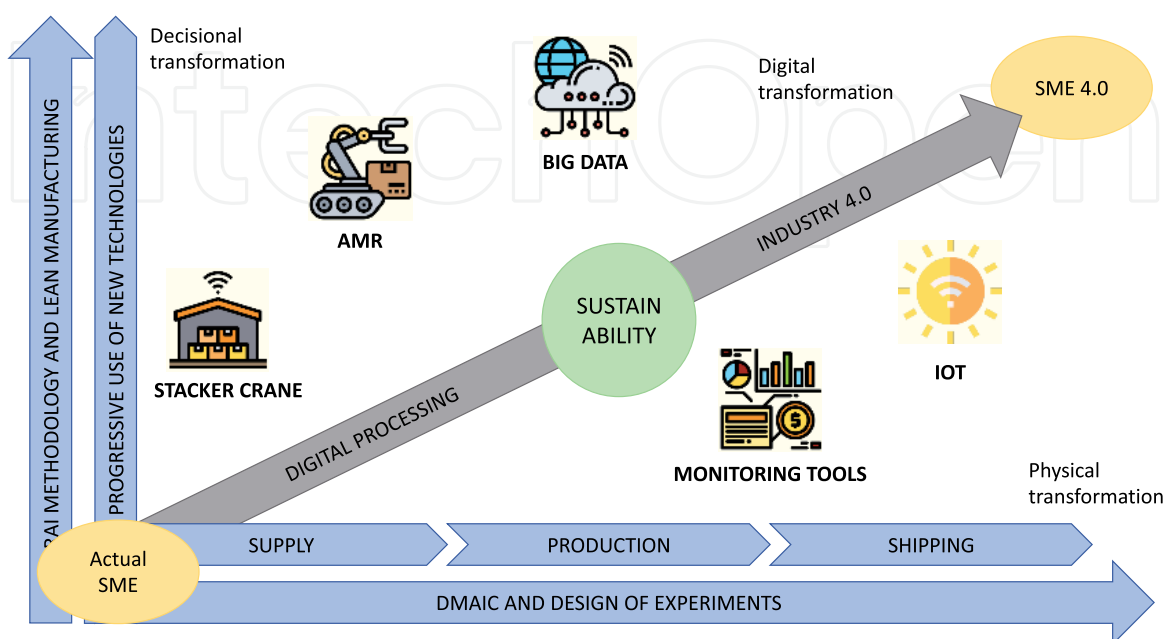 Decisional
transformation
BIG DATA
Digital
transformation
SME 4.0
AMR
INDUSTRY 4.0
SUSTAIN
ABILITY
STACKER CRANE
IOT
DIGITAL PROCESSING
MONITORING TOOLS
METHODOLOGY AND LEAN MANUFACTURING
PROGRESSIVE USE OF NEW TECHNOLOGIES
Physical
transformation
Actual
SME
SUPPLY
PRODUCTION
SHIPPING
DMAIC AND DESIGN OF EXPERIMENTS
IntechOpen